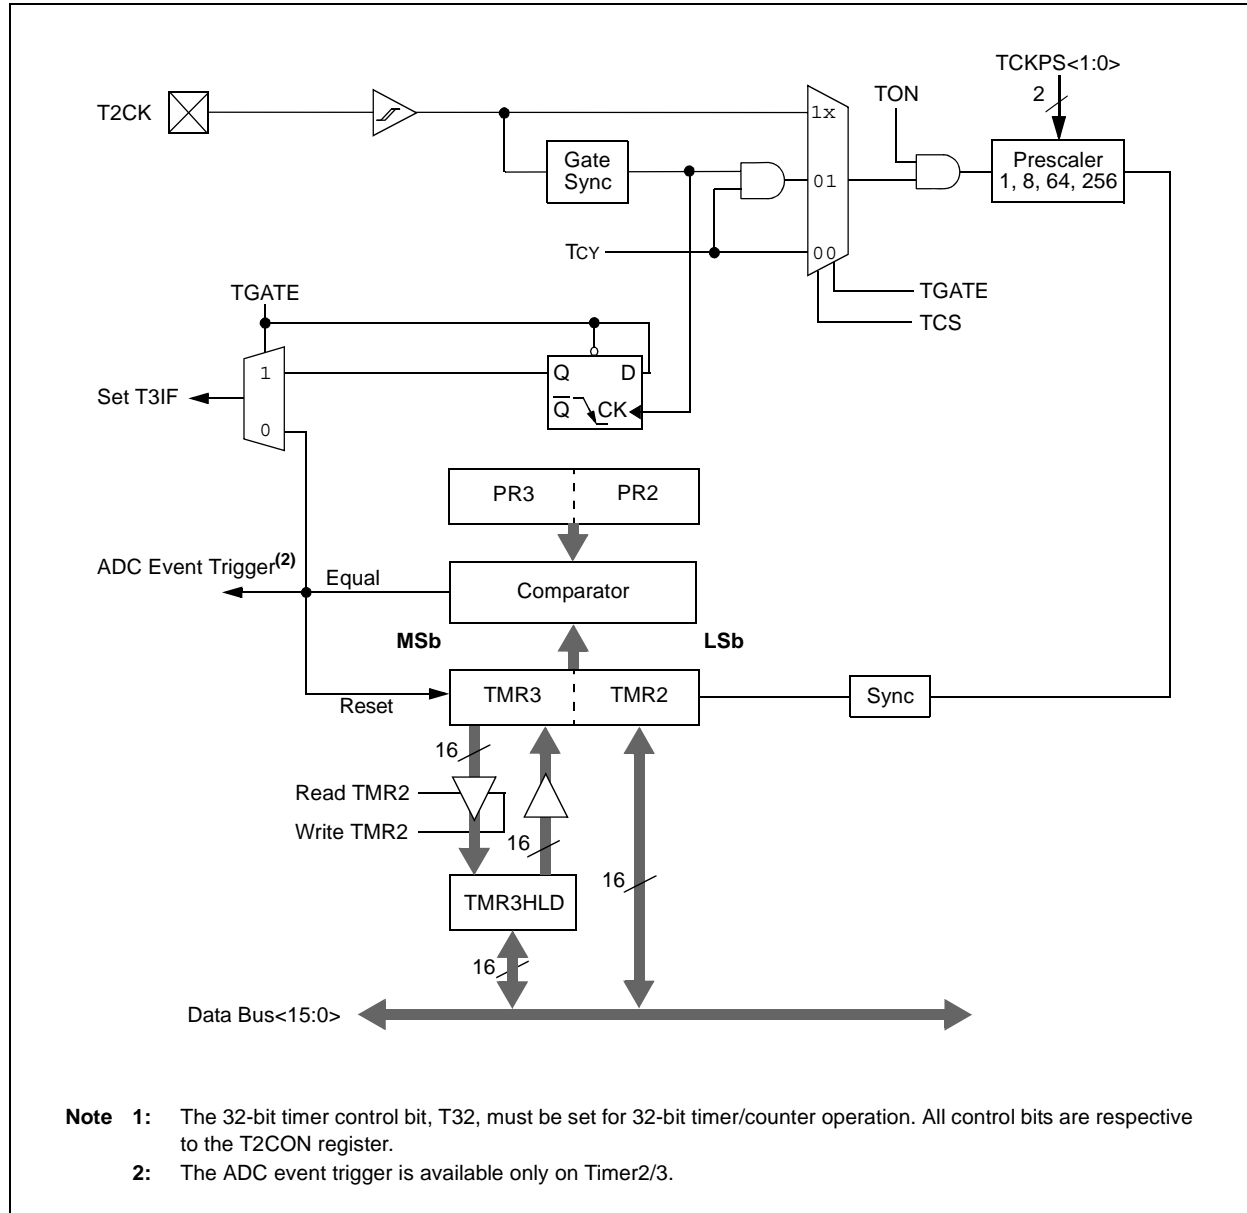 TCKPS<1:0>
2
TON
T2CK
1x
Gate
Sync
Prescaler
1, 8, 64, 256
01
TCY
00
TGATE
TCS
TGATE
1
Q
D
Set T3IF
Q
CK
0
PR3
PR2
ADC Event Trigger(2)
Equal
Comparator
MSb
LSb
TMR3
TMR2
Sync
Reset
16
Read TMR2
Write TMR2
16
16
TMR3HLD
16
Data Bus<15:0>
Note 1: The 32-bit timer control bit, T32, must be set for 32-bit timer/counter operation. All control bits are respective
to the T2CON register.
2: The ADC event trigger is available only on Timer2/3.